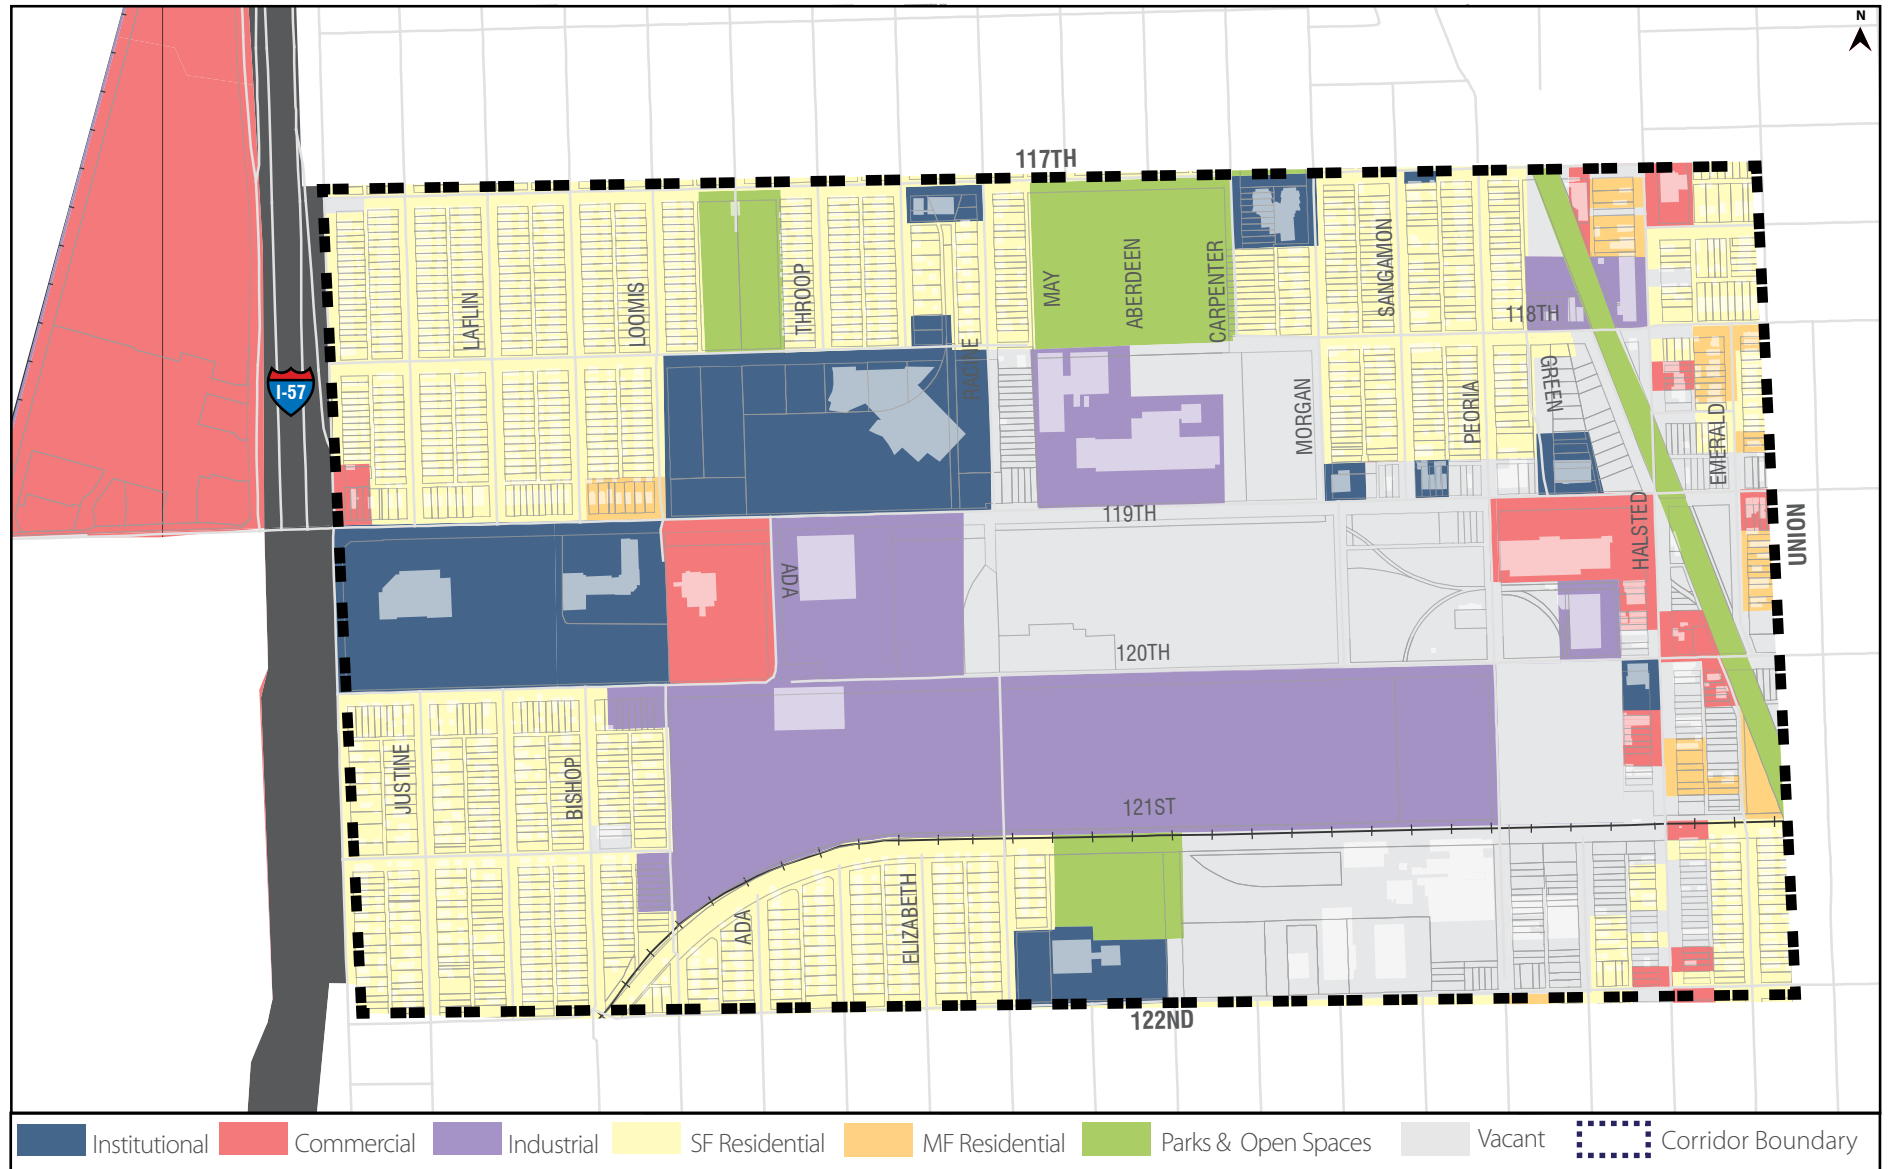 N
117TH
LAFLIN
LOOMIS
THROOP
RACINE
MAY
ABERDEEN
CARPENTER
MORGAN
SANGAMON
PEORIA
118TH
GREEN
HALSTED
EMERALD
UNION
I-57
119TH
ADA
120TH
JUSTINE
BISHOP
121ST
ADA
ELIZABETH
122ND
Institutional Commercial Industrial SF Residential MF Residential Parks & Open Spaces Vacant Corridor Boundary